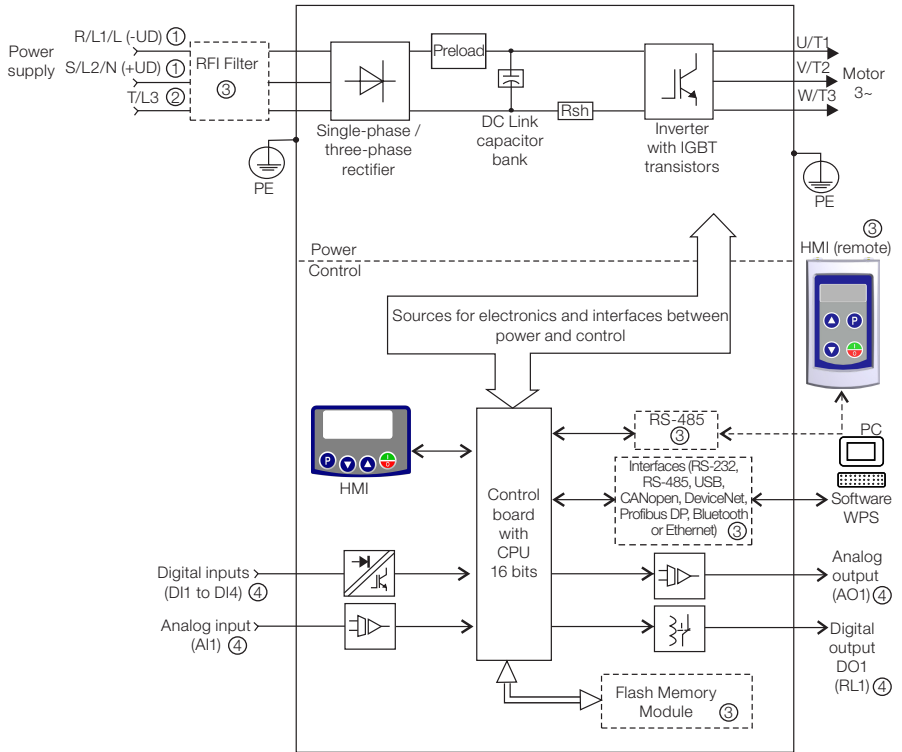 Power
supply
R/L1/L (-UD) ①
S/L2/N (+UD) ①
T/L3 ②
RFI Filter
③
PE
Single-phase /
three-phase
rectifier
Preload
DC Link
capacitor
bank
Rsh
Inverter
with IGBT
transistors
U/T1
V/T2
W/T3
Motor
3~
PE
Power
Control
③
HMI (remote)
P
I
0
Sources for electronics and interfaces between
power and control
P
I
0
HMI
Control
board
with
CPU
16 bits
RS-485
③
Interfaces (RS-232,
RS-485, USB,
CANopen, DeviceNet,
Profibus DP, Bluetooth
or Ethernet) ③
PC
Software
WPS
Digital inputs
(DI1 to DI4) ④
Analog input
(AI1) ④
Analog
output
(AO1) ④
Digital
output
DO1
(RL1) ④
Flash Memory
Module ③